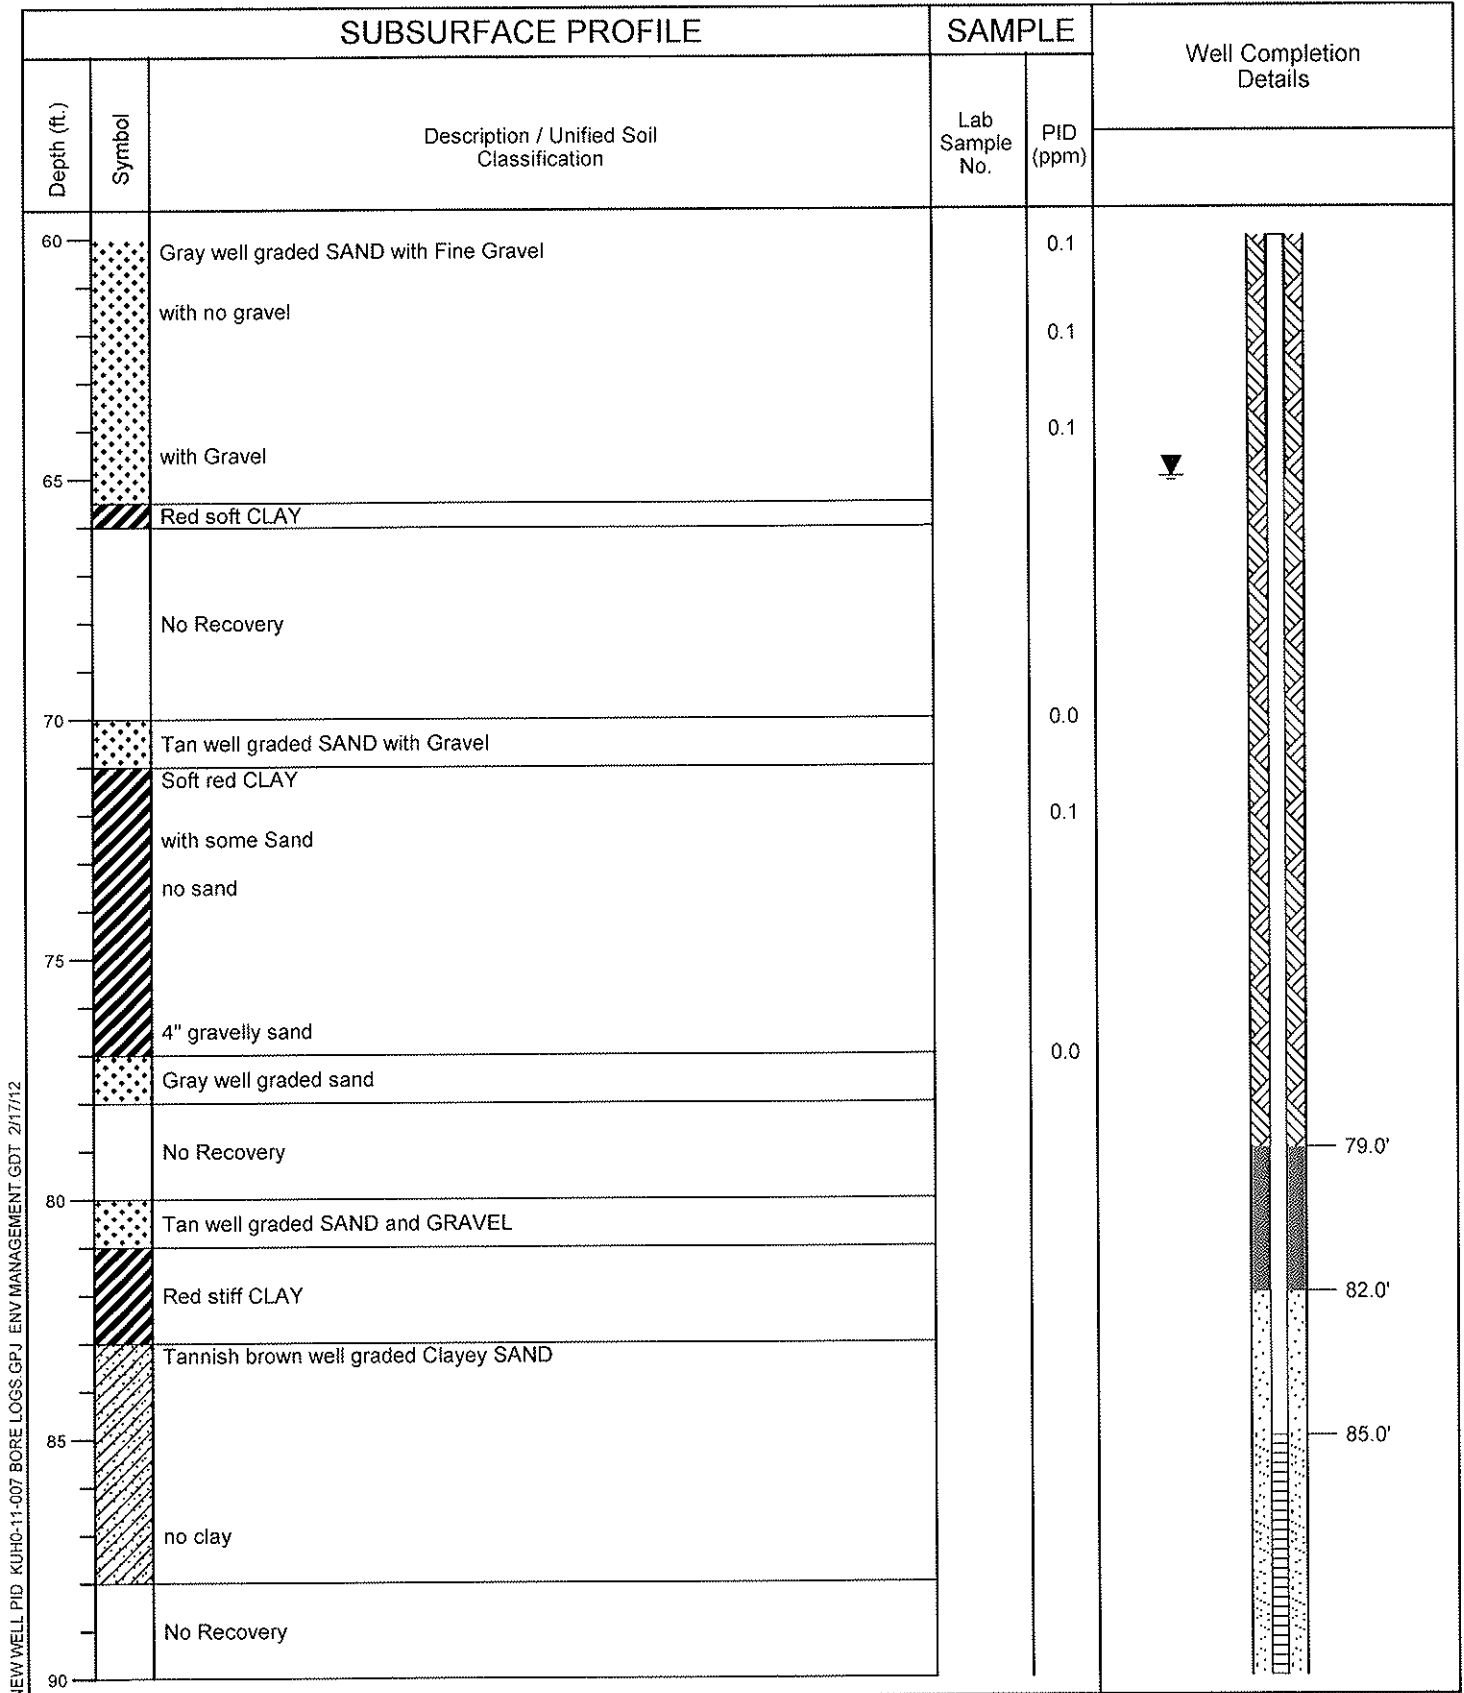 SUBSURFACE PROFILE
SAMPLE
Well Completion
Details
Depth (ft.)
Symbol
Description / Unified Soil
Classification
Lab
Sample
No.
PID
(ppm)
60
Gray well graded SAND with Fine Gravel
0.1
with no gravel
0.1
0.1
with Gravel
65
Red soft CLAY
No Recovery
70
0.0
Tan well graded SAND with Gravel
Soft red CLAY
0.1
with some Sand
no sand
75
4" gravelly sand
0.0
Gray well graded sand
79.0'
No Recovery
80
Tan well graded SAND and GRAVEL
82.0'
Red stiff CLAY
Tannish brown well graded Clayey SAND
85
85.0'
no clay
No Recovery
90
NEW WELL PID KUHO-11-007 BORE LOGS.GPJ ENV MANAGEMENT.GDT 2/17/12